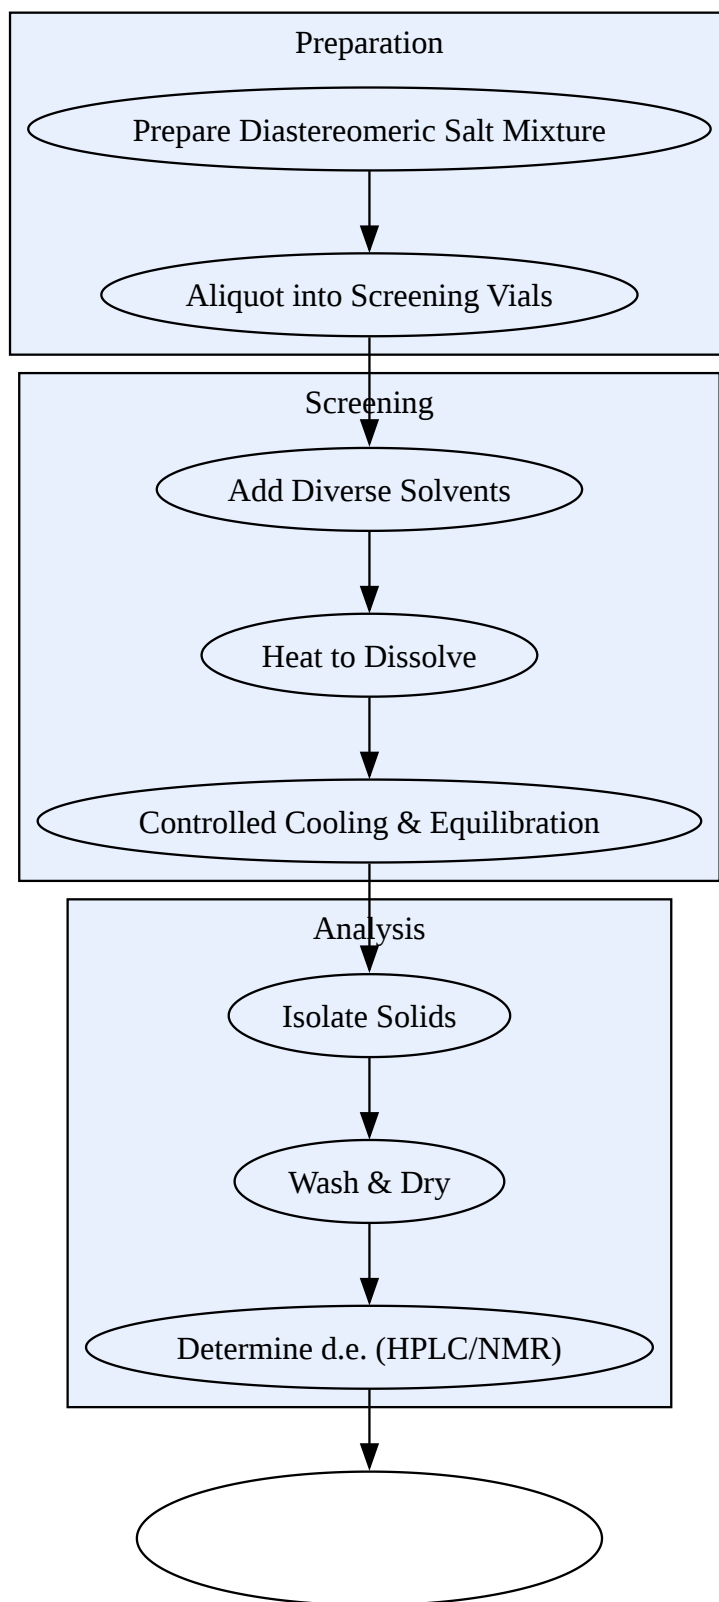 Preparation
Prepare Diastereomeric Salt Mixture
Aliquot into Screening Vials
Screening
Add Diverse Solvents
Heat to Dissolve
Controlled Cooling & Equilibration
Analysis
Isolate Solids
Wash & Dry
Determine d.e. (HPLC/NMR)